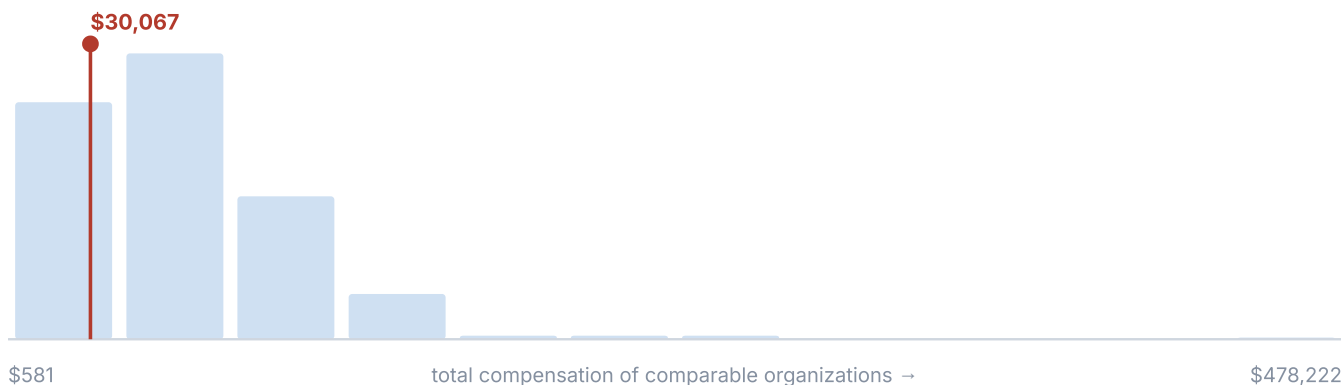 $30,067
$581 total compensation of comparable organizations → $478,222